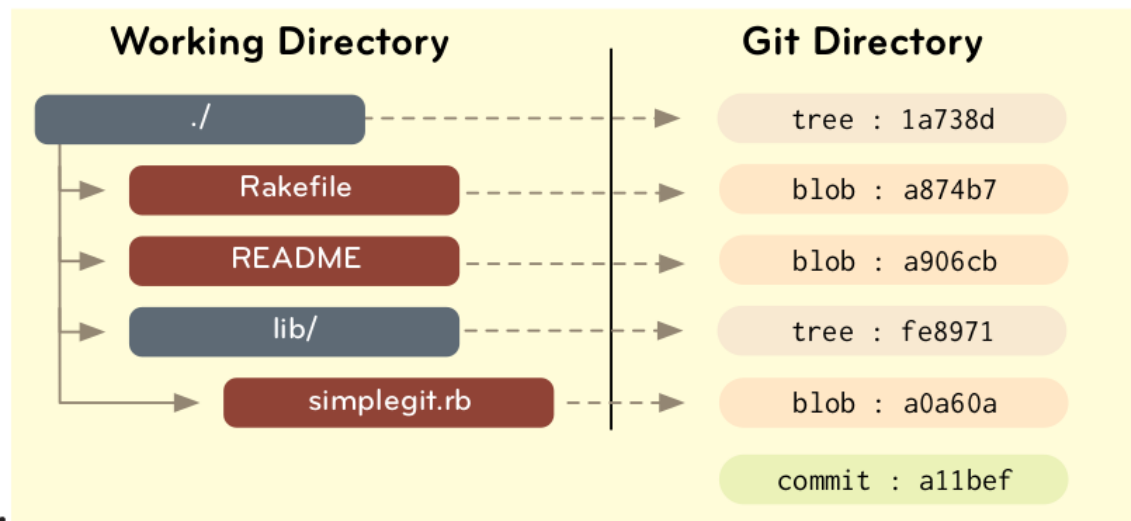 Working Directory
Git Directory
./
tree : 1a738d
Rakefile
blob : a874b7
README
blob : a906cb
lib/
tree : fe8971
simplegit.rb
blob : a0a60a
commit : a11bef